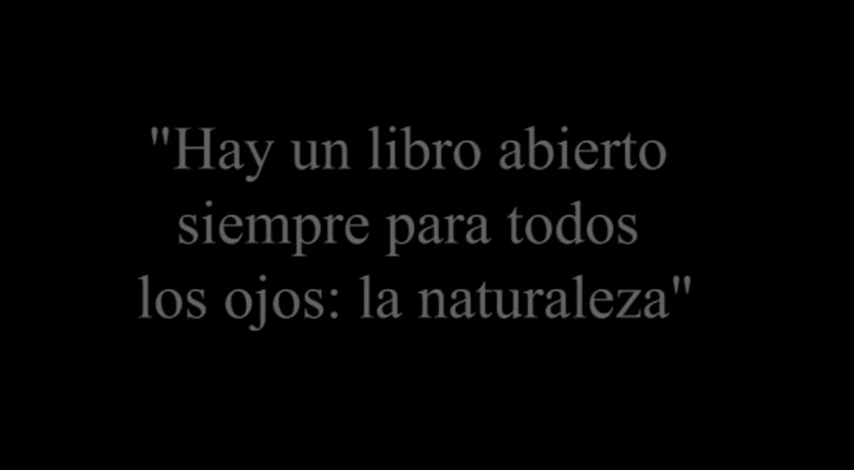 "Hay un libro abierto
siempre para todos
los ojos: la naturaleza"